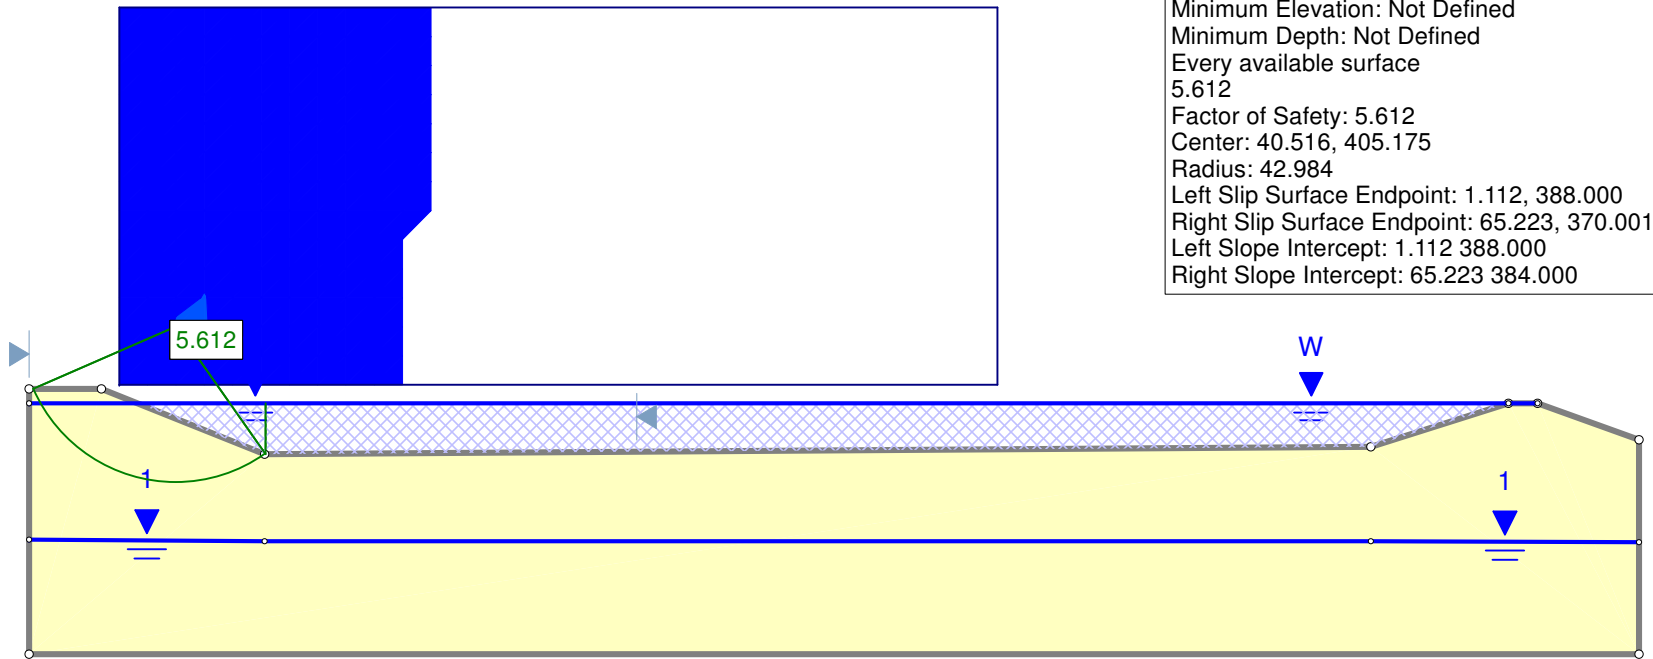 Minimum Elevation: Not Defined
Minimum Depth: Not Defined
Every available surface
5.612
Factor of Safety: 5.612
Center: 40.516, 405.175
Radius: 42.984
Left Slip Surface Endpoint: 1.112, 388.000
Right Slip Surface Endpoint: 65.223, 370.001
Left Slope Intercept: 1.112 388.000
Right Slope Intercept: 65.223 384.000
5.612
W
1
1